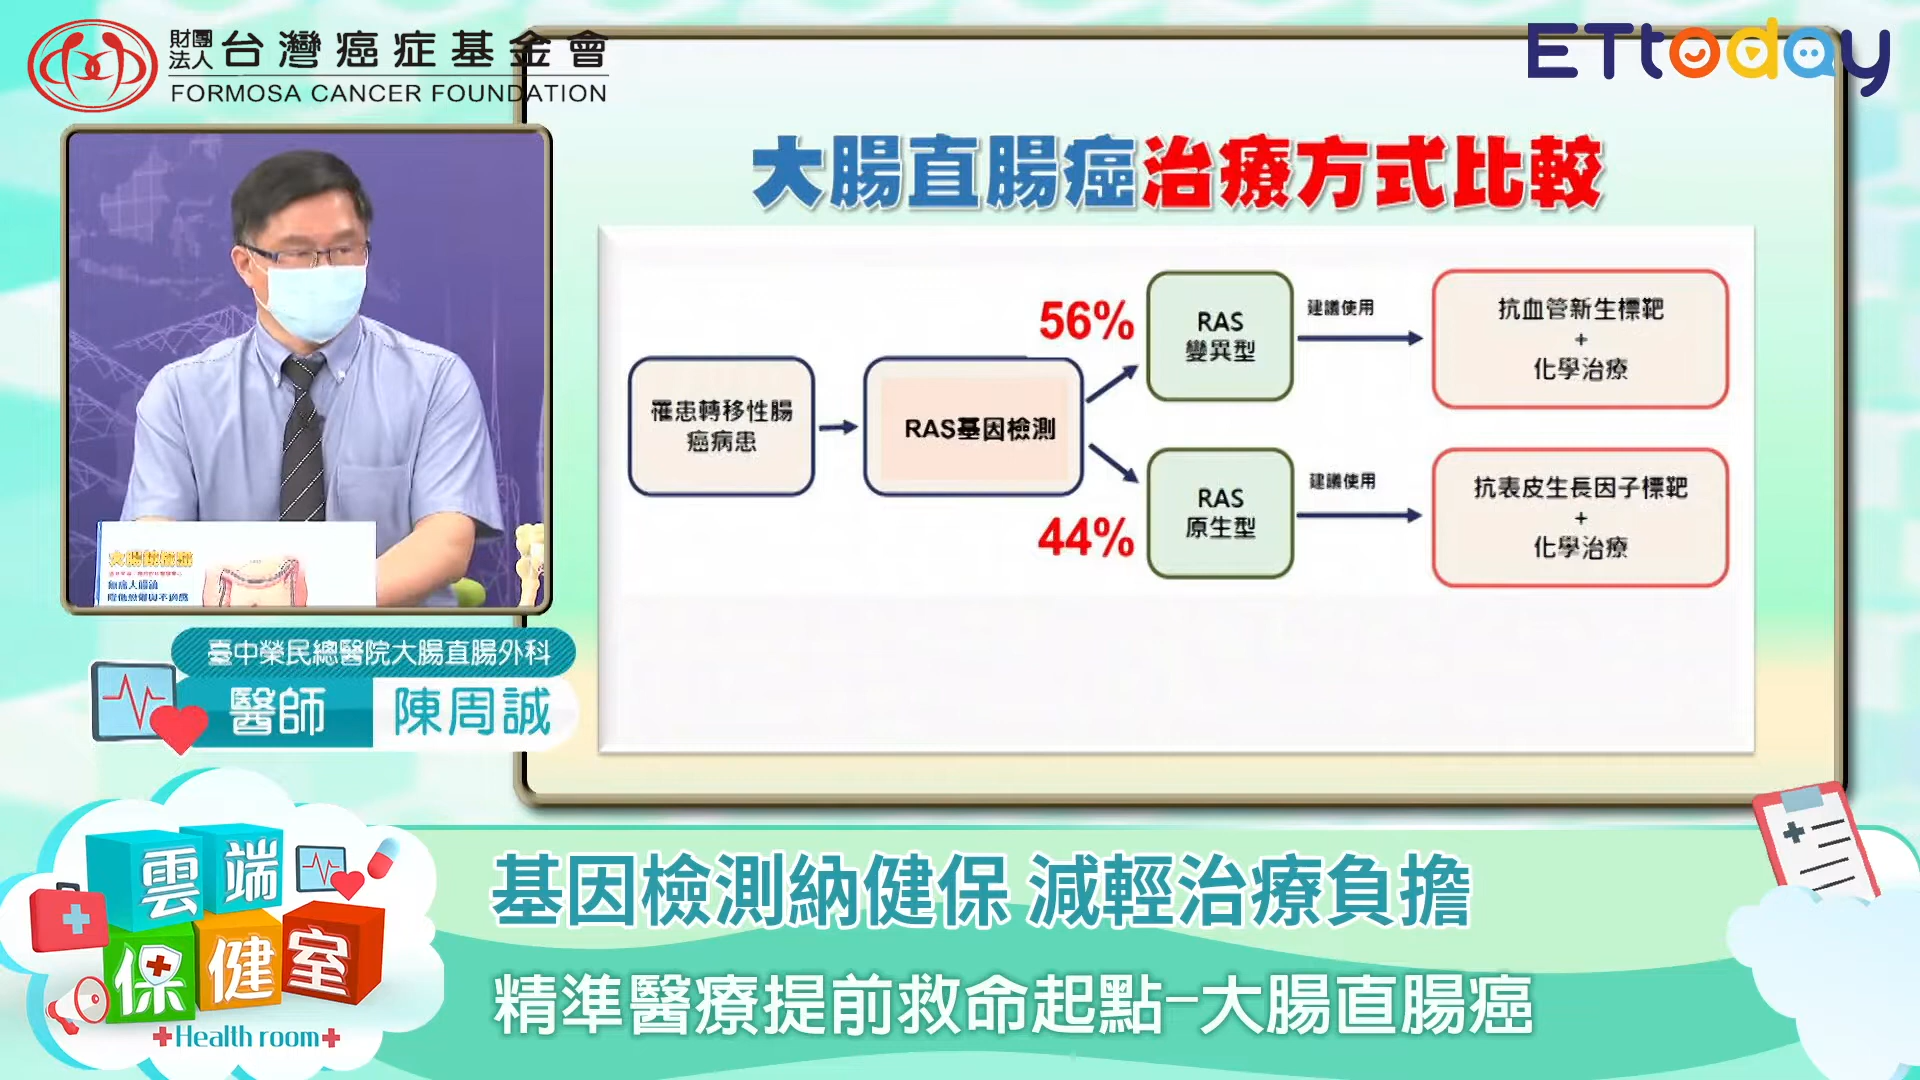 財團法人 台灣癌症基金會
FORMOSA CANCER FOUNDATION
ETtoday
大腸直腸癌治療方式比較
罹患轉移性腸
癌病患
RAS基因檢測
56%
RAS
變異型
建議使用
抗血管新生標靶
+
化學治療
44%
RAS
原生型
建議使用
抗表皮生長因子標靶
+
化學治療
臺中榮民總醫院大腸直腸外科
醫師 陳周誠
雲端
保健室
Health room
基因檢測納健保 減輕治療負擔
精準醫療提前救命起點-大腸直腸癌